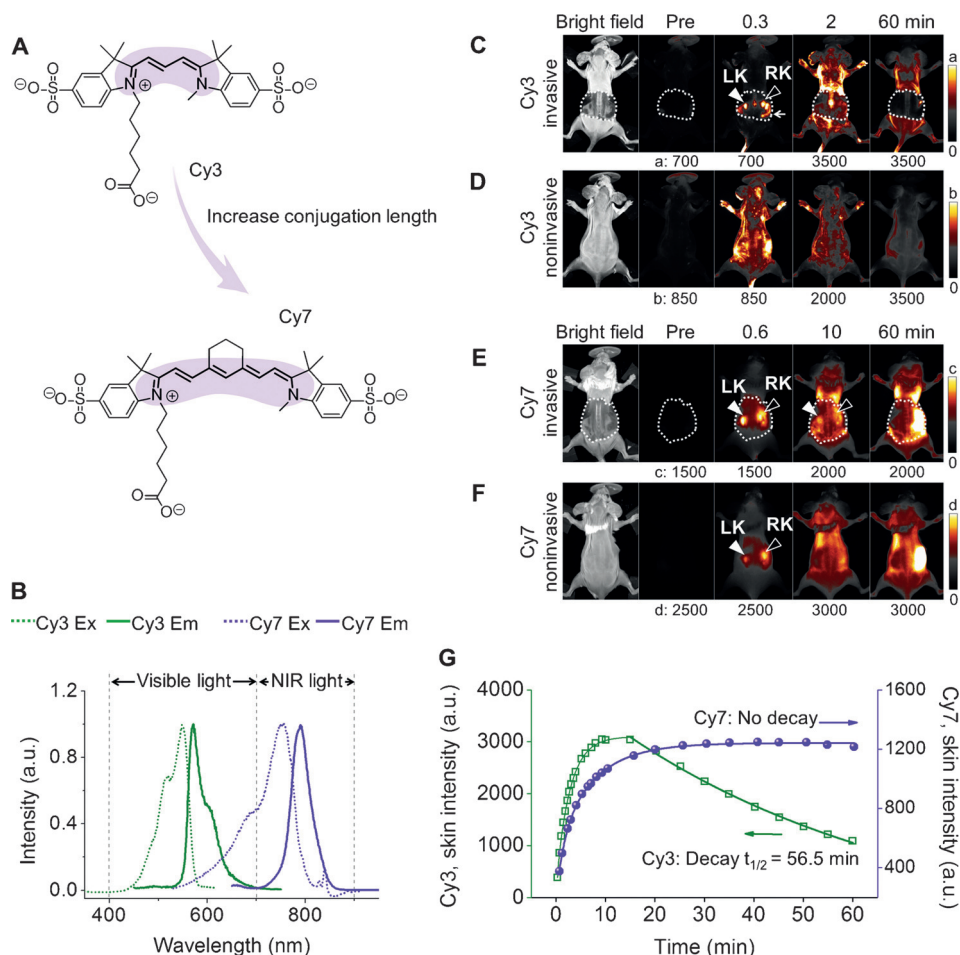 A
Cy3
Increase conjugation length
Cy7
B
Cy3 Ex Cy3 Em Cy7 Ex Cy7 Em
Visible light NIR light
Intensity (a.u.)
1.2
0.8
0.4
0.0
400 600 800
Wavelength (nm)
Bright field Pre 0.3 2 60 min
C
Cy3
invasive
LK RK
a
0
a: 700 700 3500 3500
D
Cy3
noninvasive
b
0
b: 850 850 2000 3500
Bright field Pre 0.6 10 60 min
E
Cy7
invasive
LK RK
c
0
c: 1500 1500 2000 2000
F
Cy7
noninvasive
LK RK
d
0
d: 2500 2500 3000 3000
G
Cy3, skin intensity (a.u.)
4000
3000
2000
1000
0
Cy7: No decay
Cy3: Decay t1/2 = 56.5 min
1600
1200
800
400
Cy7, skin intensity (a.u.)
0 10 20 30 40 50 60
Time (min)